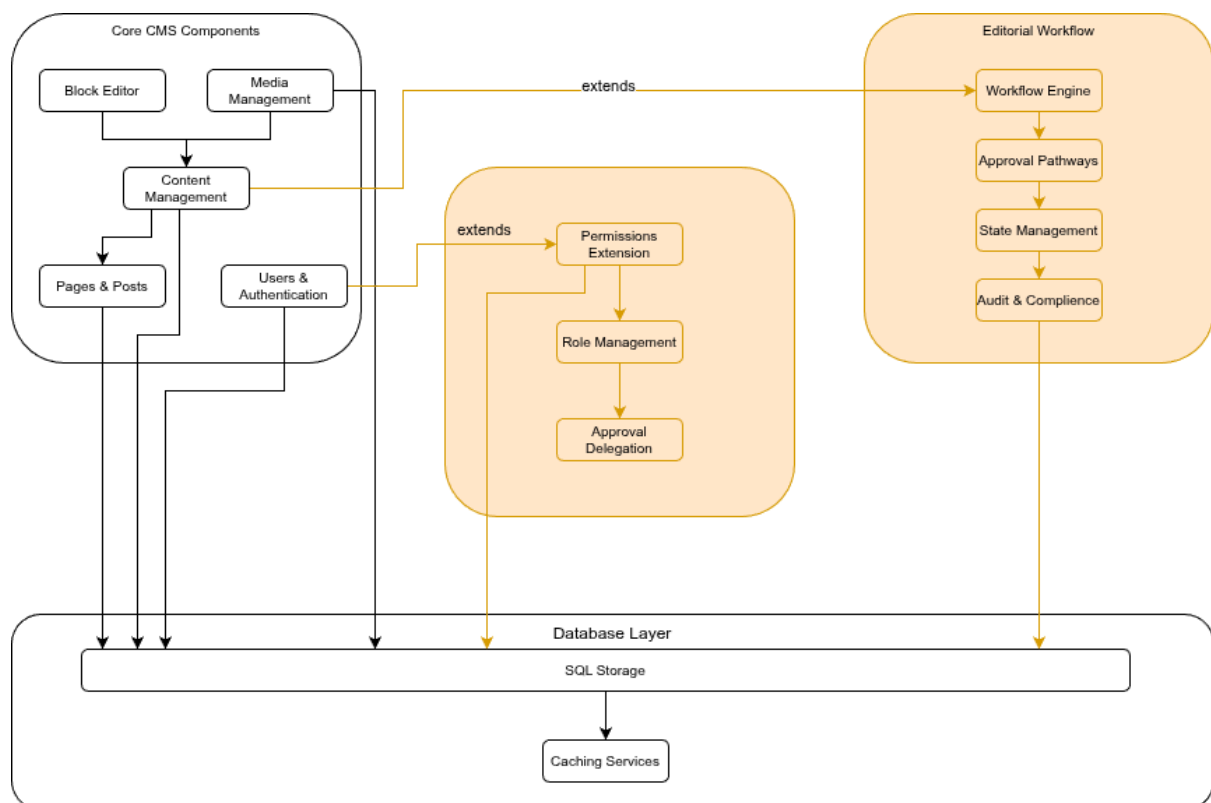 Core CMS Components
Editorial Workflow
Block Editor
Media
Management
extends
Workflow Engine
Approval Pathways
Content
Management
extends
Permissions
Extension
State Management
Pages & Posts
Users &
Authentication
Audit & Complience
Role Management
Approval
Delegation
Database Layer
SQL Storage
Caching Services